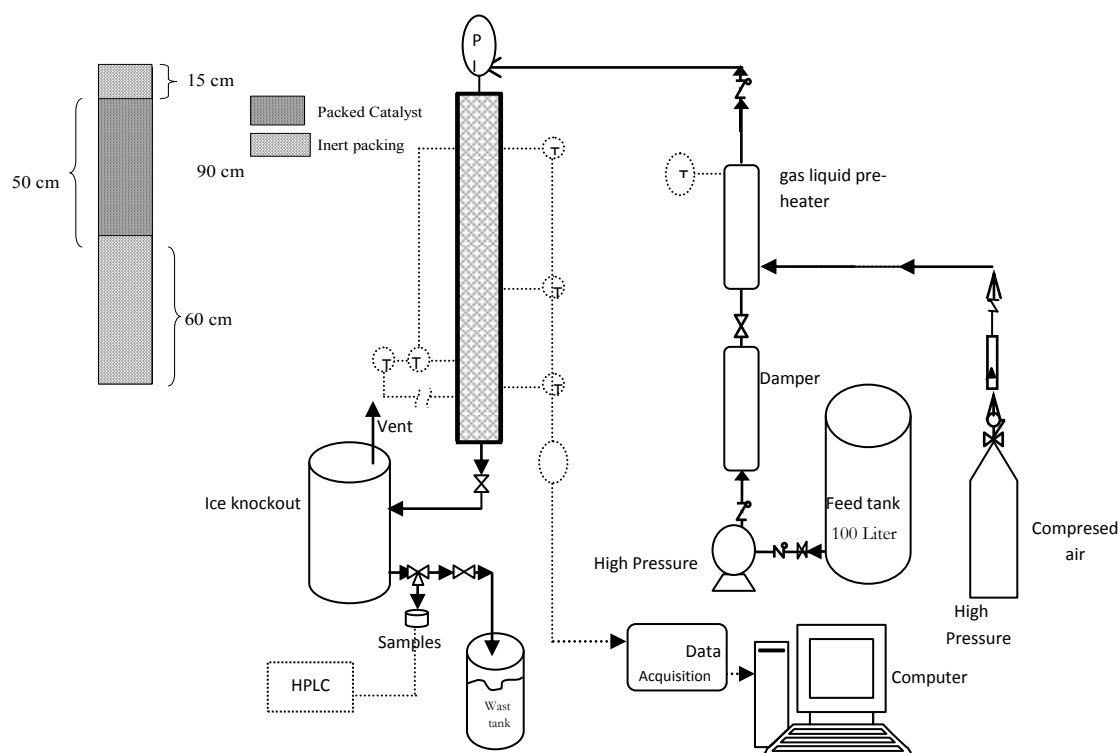 P
I
15 cm
Packed Catalyst
Inert packing
50 cm
90 cm
60 cm
T
T
gas liquid pre-
heater
T
T
T
T
Damper
Vent
Ice knockout
Feed tank
100 Liter
Compresed
air
High Pressure
High
Pressure
Samples
HPLC
Wast
tank
Data
Acquisition
Computer